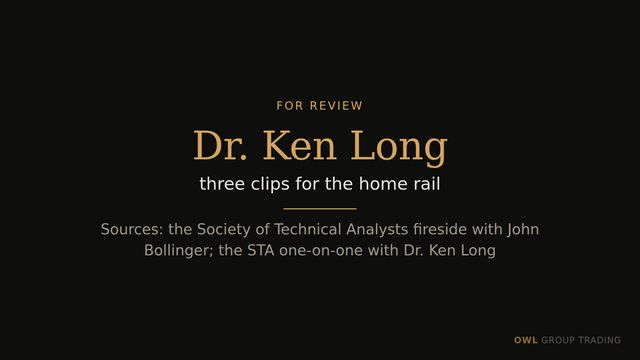 FOR REVIEW
Dr. Ken Long
three clips for the home rail
Sources: the Society of Technical Analysts fireside with John
Bollinger; the STA one-on-one with Dr. Ken Long
OWL GROUP TRADING